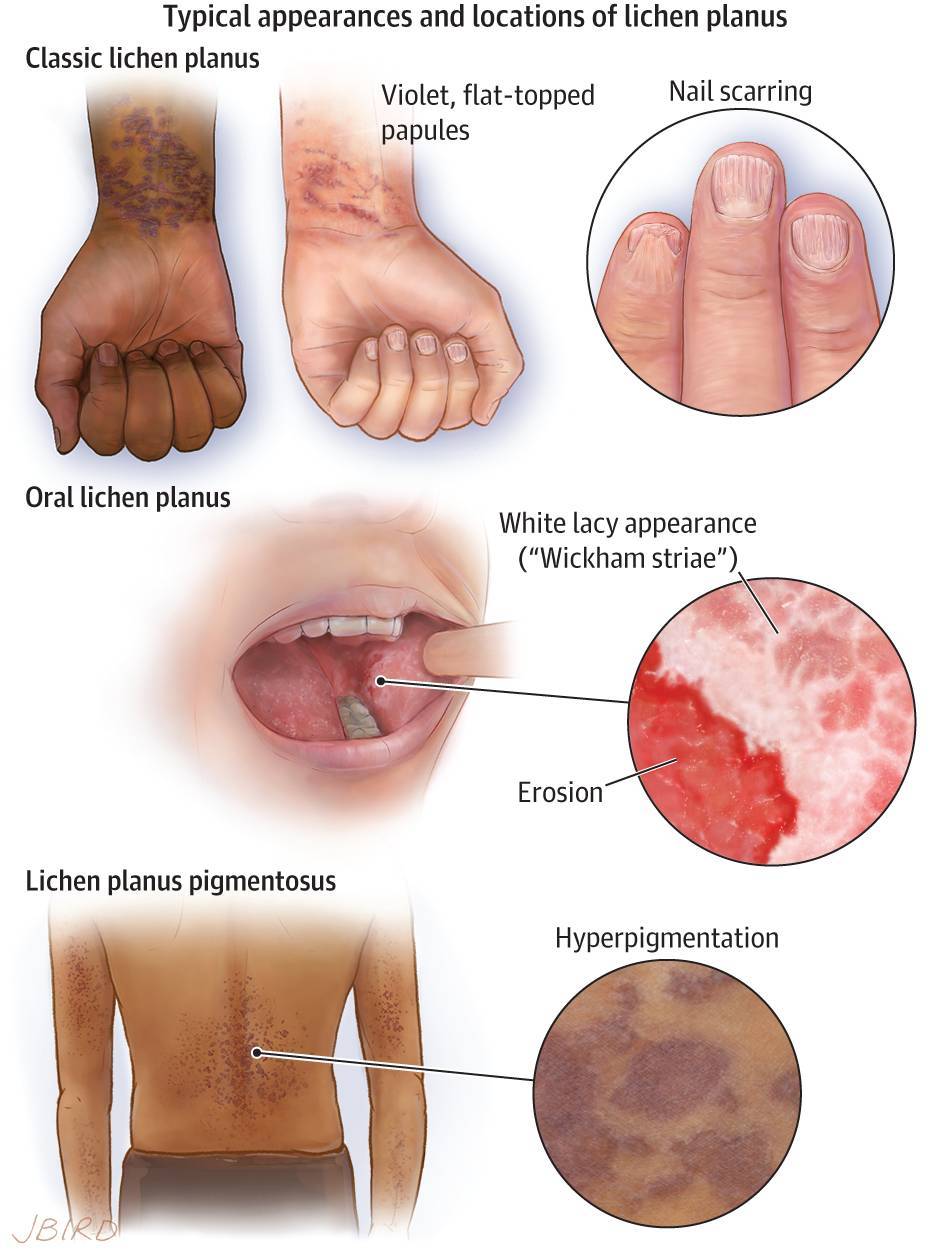 Typical appearances and locations of lichen planus
Classic lichen planus
Violet, flat-topped
papules
Nail scarring
Oral lichen planus
White lacy appearance
(“Wickham striae”)
Erosion
Lichen planus pigmentosus
Hyperpigmentation
JBIRD